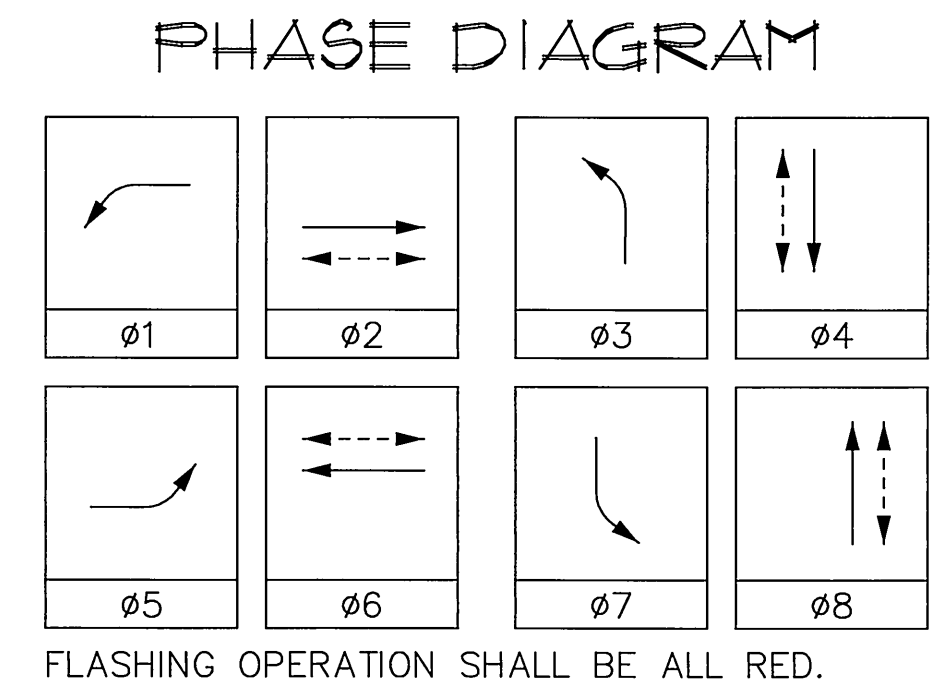 PHASE DIAGRAM
ø1 ø2 ø3 ø4
ø5 ø6 ø7 ø8
FLASHING OPERATION SHALL BE ALL RED.